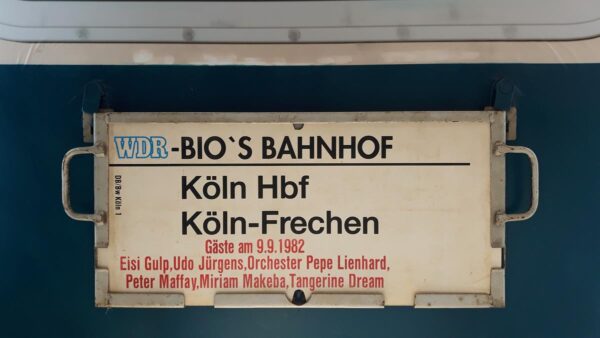 WDR-BIO`S BAHNHOF
Köln Hbf
Köln-Frechen
Gäste am 9.9.1982
Eisi Gulp,Udo Jürgens,Orchester Pepe Lienhard,
Peter Maffay,Miriam Makeba,Tangerine Dream
DB/Bw Köln 1